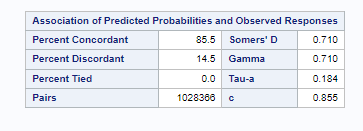 Association of Predicted Probabilities and Observed Responses
Percent Concordant 85.5 Somers' D 0.710
Percent Discordant 14.5 Gamma 0.710
Percent Tied 0.0 Tau-a 0.184
Pairs 1028366 c 0.855